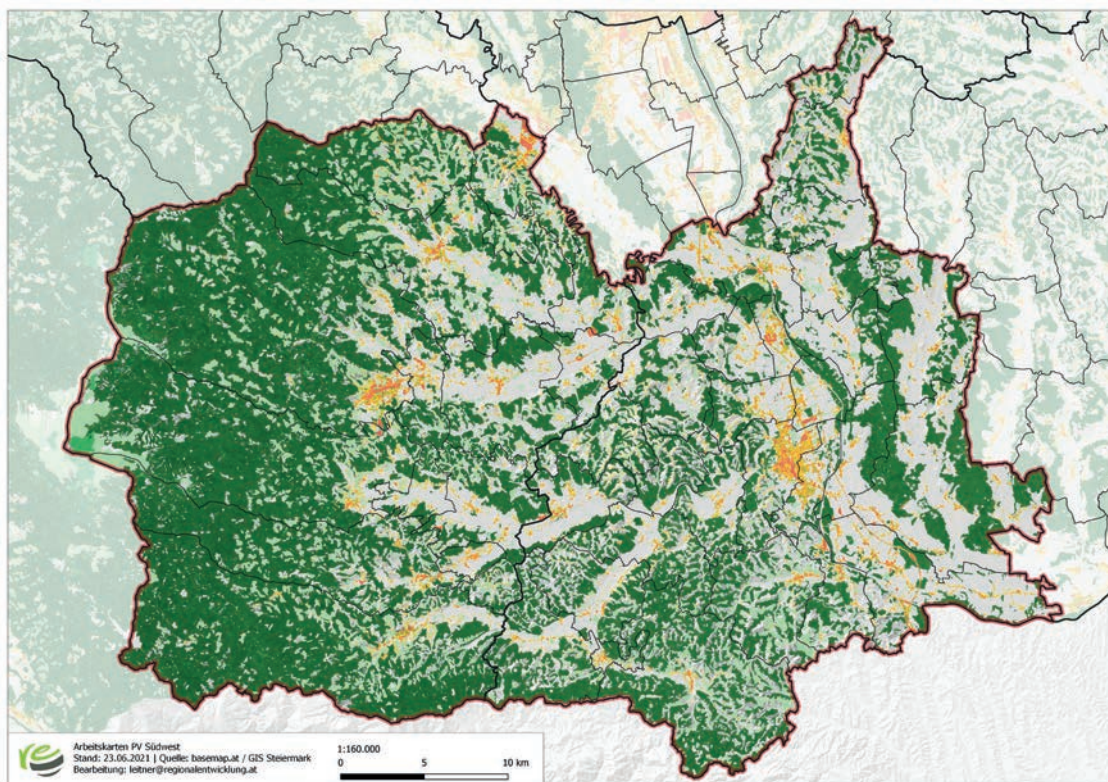 re
Arbeitskarten PV Südwest
Stand: 23.06.2021 | Quelle: basemap.at / GIS Steiermark
Bearbeitung: leitner@regionalentwicklung.at
1:160.000
0 5 10 km